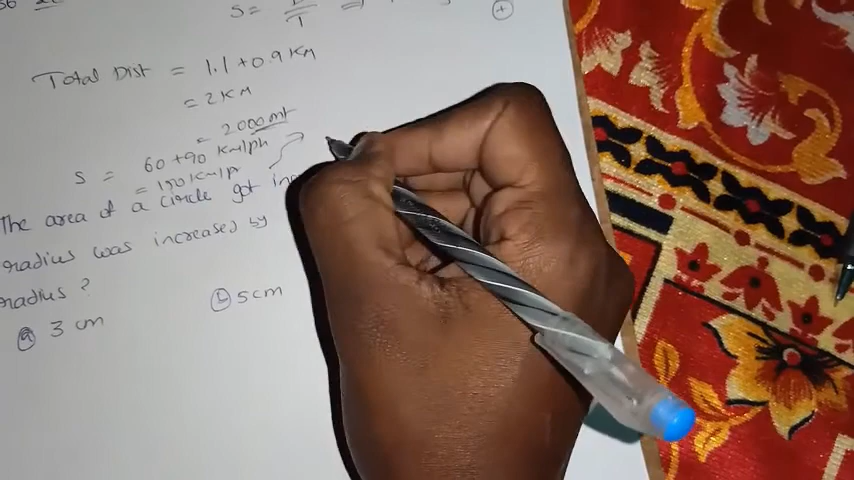 S = D/T =
Total Dist = 1.1 + 0.9 KM
= 2 KM
= 2000 mt
S = 60 + 90 KM/ph
= 150 KM/pr
The area of a circle got in
radius was increased by
radius ?
ⓐ 3 cm ⓑ 5 cm